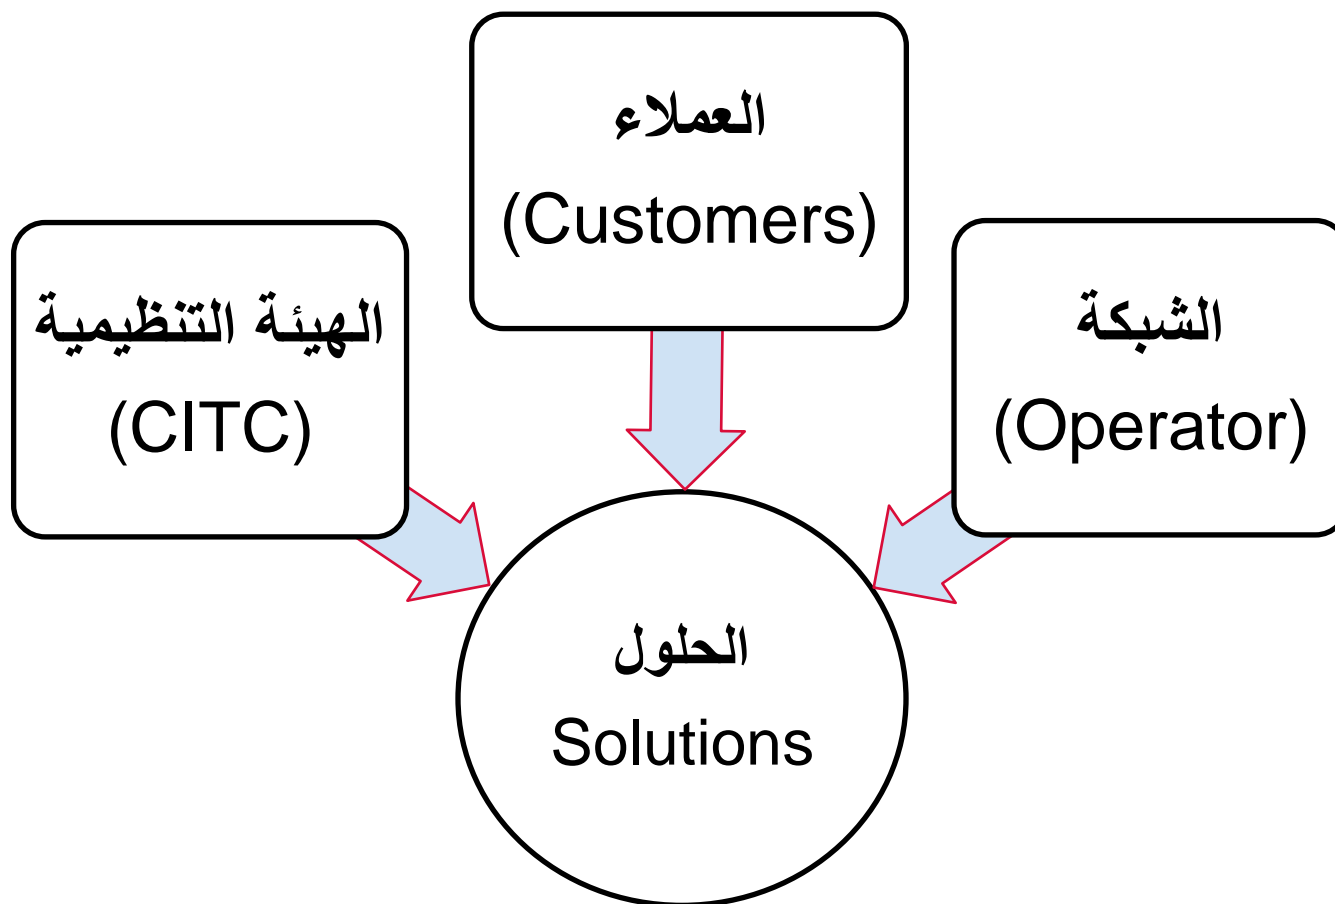 العملاء
(Customers)
الهيئة التنظيمية
(CITC)
الشبكة
(Operator)
الحلول
Solutions